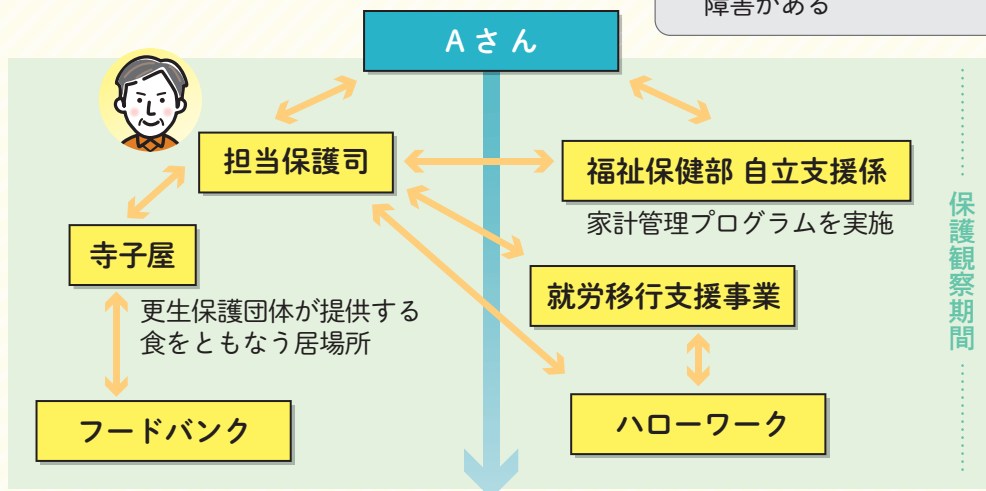 障害がある
Aさん
担当保護司
福祉保健部 自立支援係
家計管理プログラムを実施
寺子屋
更生保護団体が提供する
食をともなう居場所
就労移行支援事業
フードバンク
ハローワーク
保護観察期間